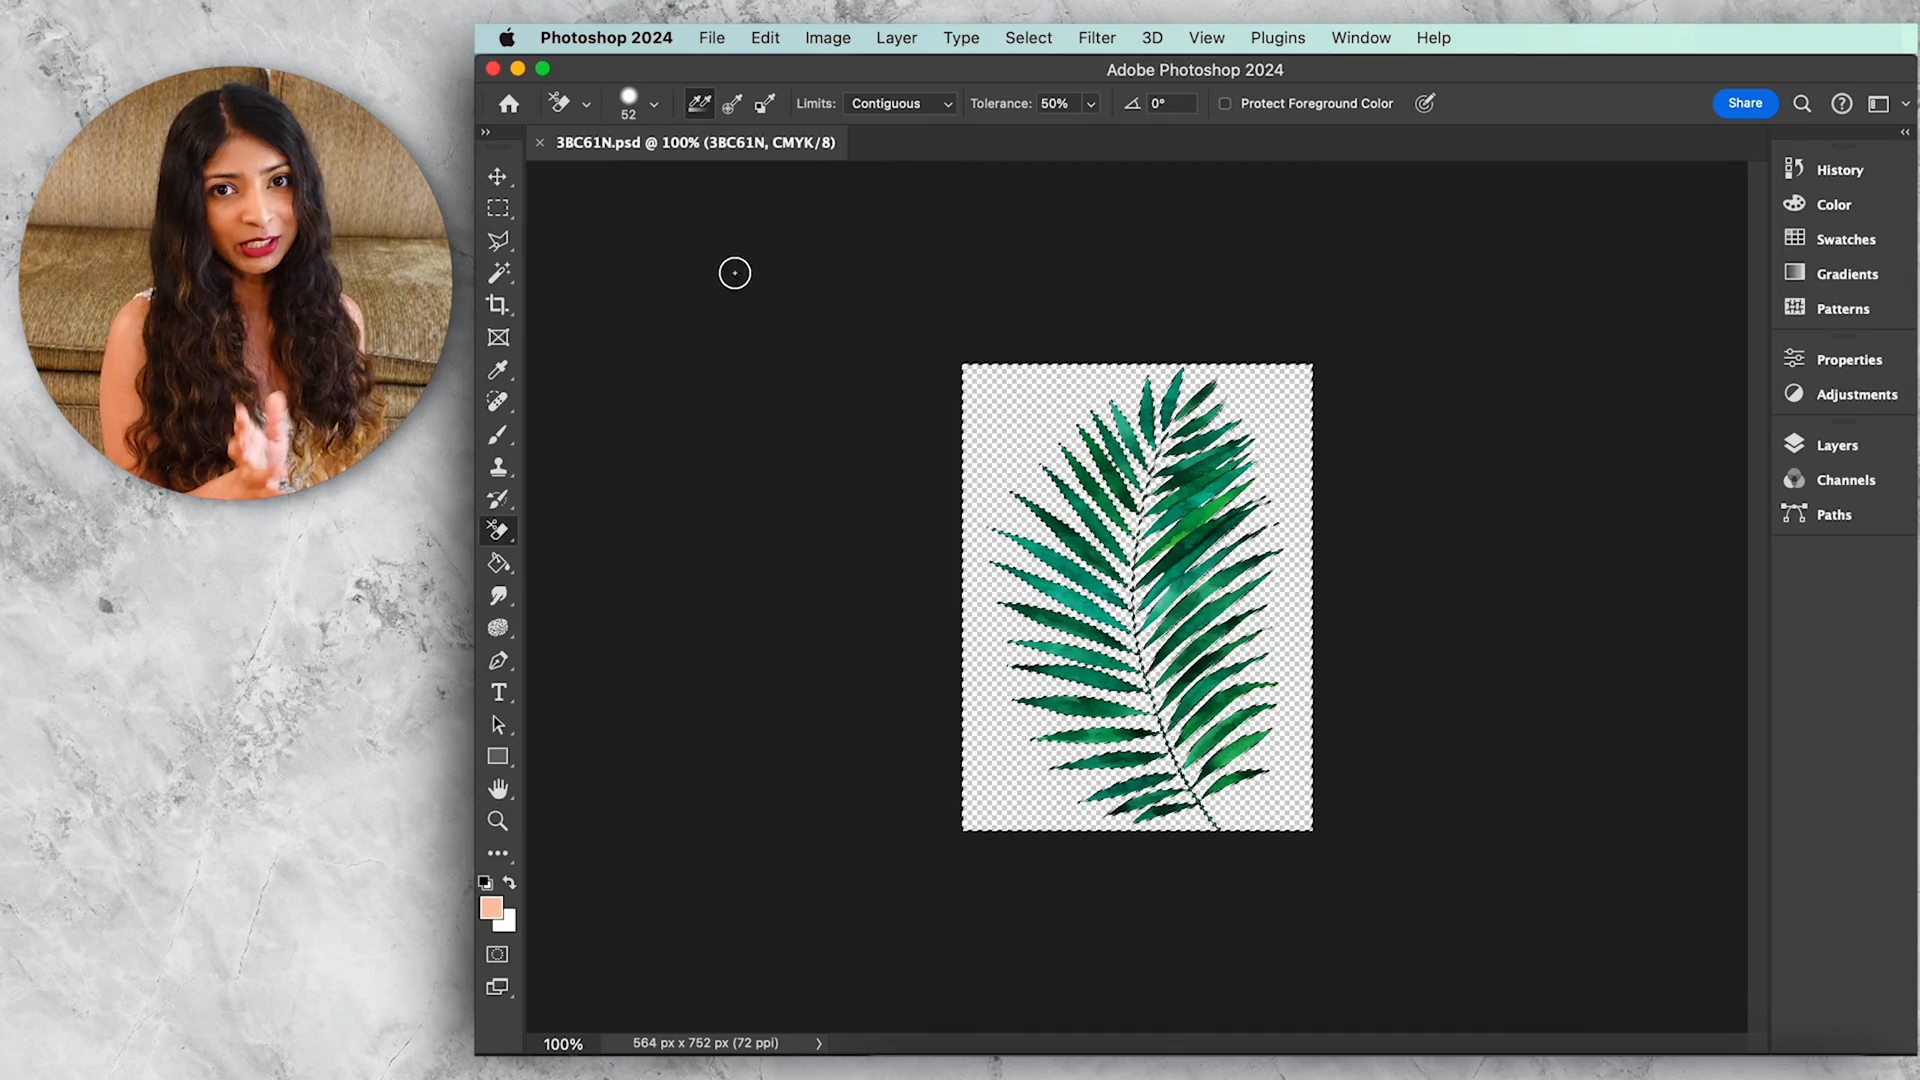 Photoshop 2024 File Edit Image Layer Type Select Filter 3D View Plugins Window Help
Adobe Photoshop 2024
52
Limits: Contiguous Tolerance: 50% 0° Protect Foreground Color Share
3BC61N.psd @ 100% (3BC61N, CMYK/8)
History
Color
Swatches
Gradients
Patterns
Properties
Adjustments
Layers
Channels
Paths
100% 564 px x 752 px (72 ppi)